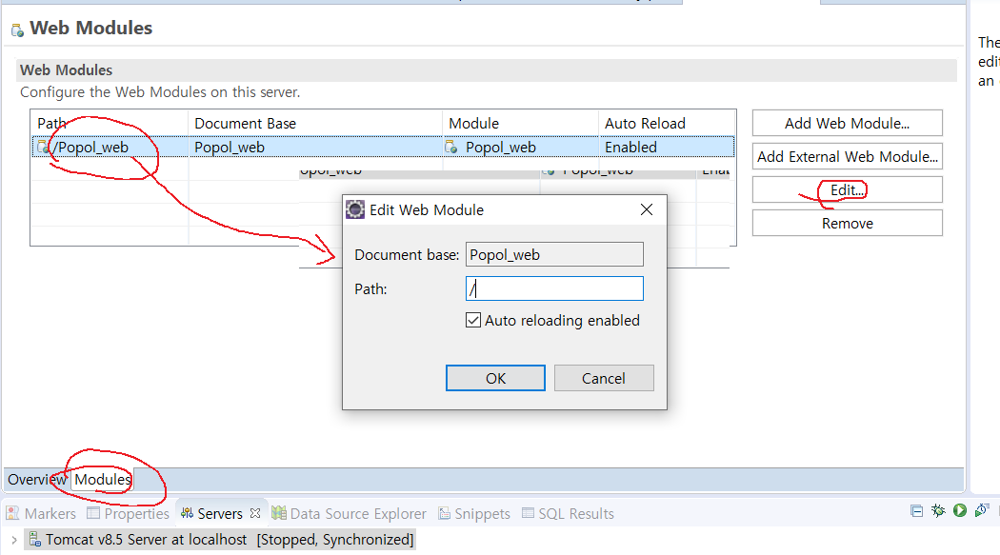 Web Modules
Web Modules
Configure the Web Modules on this server.
Path Document Base Module Auto Reload
/Popol_web Popol_web Popol_web Enabled
Add Web Module...
Add External Web Module...
Edit...
Remove
The
edit
an
Edit Web Module
Document base: Popol_web
Path: /
Auto reloading enabled
OK Cancel
Overview Modules
Markers Properties Servers Data Source Explorer Snippets SQL Results
Tomcat v8.5 Server at localhost [Stopped, Synchronized]